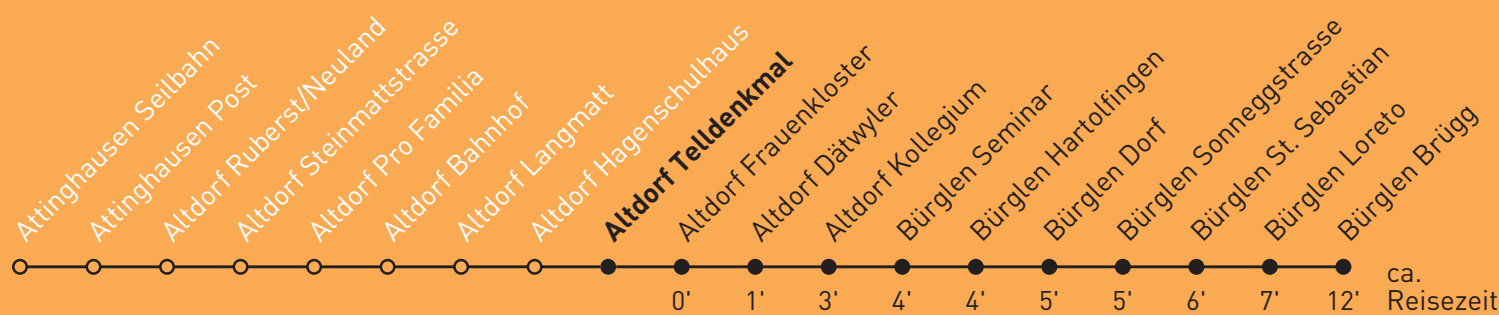 Attinghausen Seilbahn
Attinghausen Post
Altdorf Ruberst/Neuland
Altdorf Steinmattstrasse
Altdorf Pro Familia
Altdorf Bahnhof
Altdorf Langmatt
Altdorf Hagenschulhaus
Altdorf Telldenkmal
Altdorf Frauenkloster
Altdorf Dätwyler
Altdorf Kollegium
Bürglen Seminar
Bürglen Hartolfingen
Bürglen Dorf
Bürglen Sonneggstrasse
Bürglen St. Sebastian
Bürglen Loreto
Bürglen Brügg
0' 1' 3' 4' 4' 5' 5' 6' 7' 12'
ca.
Reisezeit